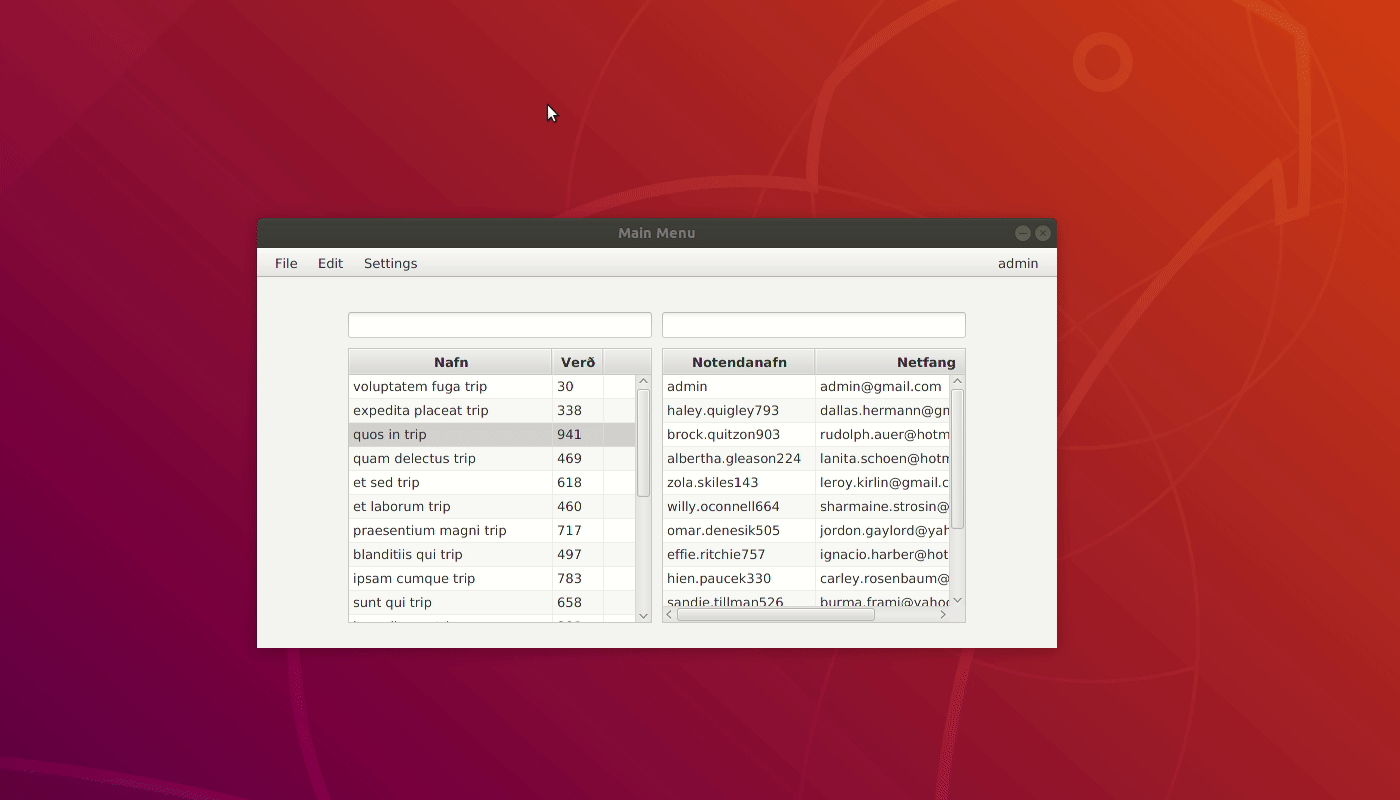 Main Menu
File Edit Settings admin
Nafn Verð Notendanafn Netfang
voluptatem fuga trip 30 admin admin@gmail.com
expedita placeat trip 338 haley.quigley793 dallas.hermann@gm
quos in trip 941 brock.quitzon903 rudolph.auer@hotm
quam delectus trip 469 albertha.gleason224 lanita.schoen@hotm
et sed trip 618 zola.skiles143 leroy.kirlin@gmail.c
et laborum trip 460 willy.oconnell664 sharmaine.strosin@
praesentium magni trip 717 omar.denesik505 jordon.gaylord@yah
blanditiis qui trip 497 effie.ritchie757 ignacio.harber@hot
ipsam cumque trip 783 hien.paucek330 carley.rosenbaum@
sunt qui trip 658 sandie.tillman526 burma.frami@yahoo